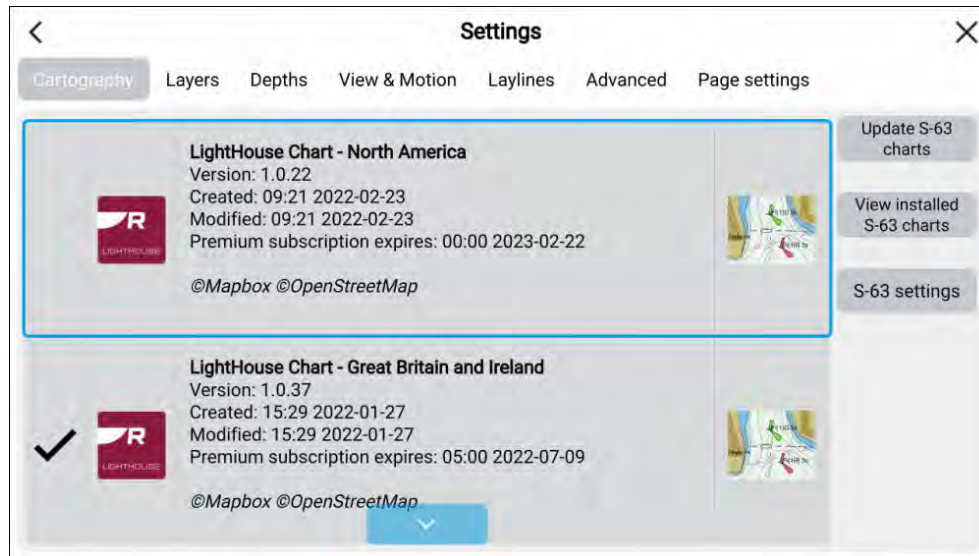 Settings
Cartography
Layers
Depths
View & Motion
Laylines
Advanced
Page settings
LightHouse Chart - North America
Version: 1.0.22
Created: 09:21 2022-02-23
Modified: 09:21 2022-02-23
Premium subscription expires: 00:00 2023-02-22
©Mapbox ©OpenStreetMap
R
LIGHTHOUSE
LightHouse Chart - Great Britain and Ireland
Version: 1.0.37
Created: 15:29 2022-01-27
Modified: 15:29 2022-01-27
Premium subscription expires: 05:00 2022-07-09
©Mapbox ©OpenStreetMap
R
LIGHTHOUSE
Update S-63
charts
View installed
S-63 charts
S-63 settings